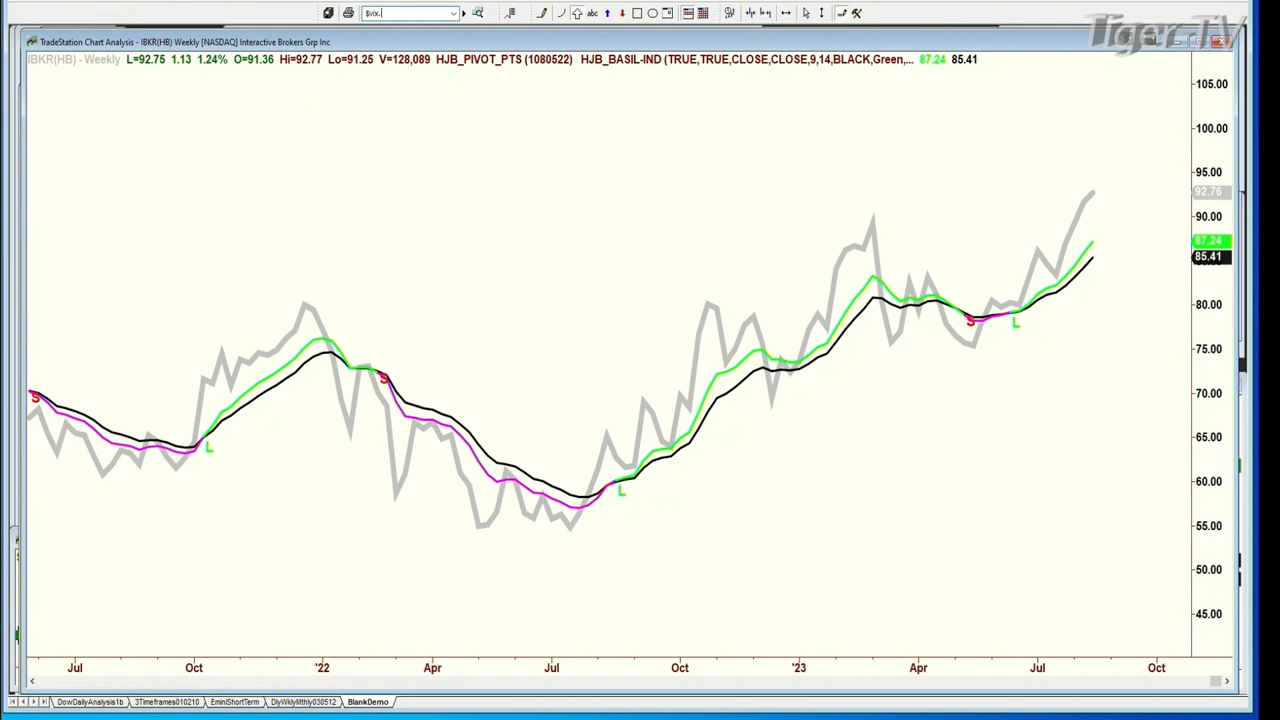 $vix.
abc
Tiger TV
TradeStation Chart Analysis - IBKR(HB) Weekly [NASDAQ] Interactive Brokers Grp Inc
IBKR(HB) - Weekly L=92.75 1.13 1.24% O=91.36 Hi=92.77 Lo=91.25 V=128,089 HJB_PIVOT_PTS (1080522) HJB_BASIL-IND (TRUE,TRUE,CLOSE,CLOSE,9,14,BLACK,Green,... 87.24 85.41
105.00
100.00
95.00
92.76
90.00
87.24
85.41
80.00
75.00
70.00
65.00
60.00
55.00
50.00
45.00
S
L
S
L
S
L
Jul Oct '22 Apr Jul Oct '23 Apr Jul Oct
DowDailyAnalysis1b 3Timeframes010210 EminiShortTerm DlyWklyMthly030512 BlankDemo